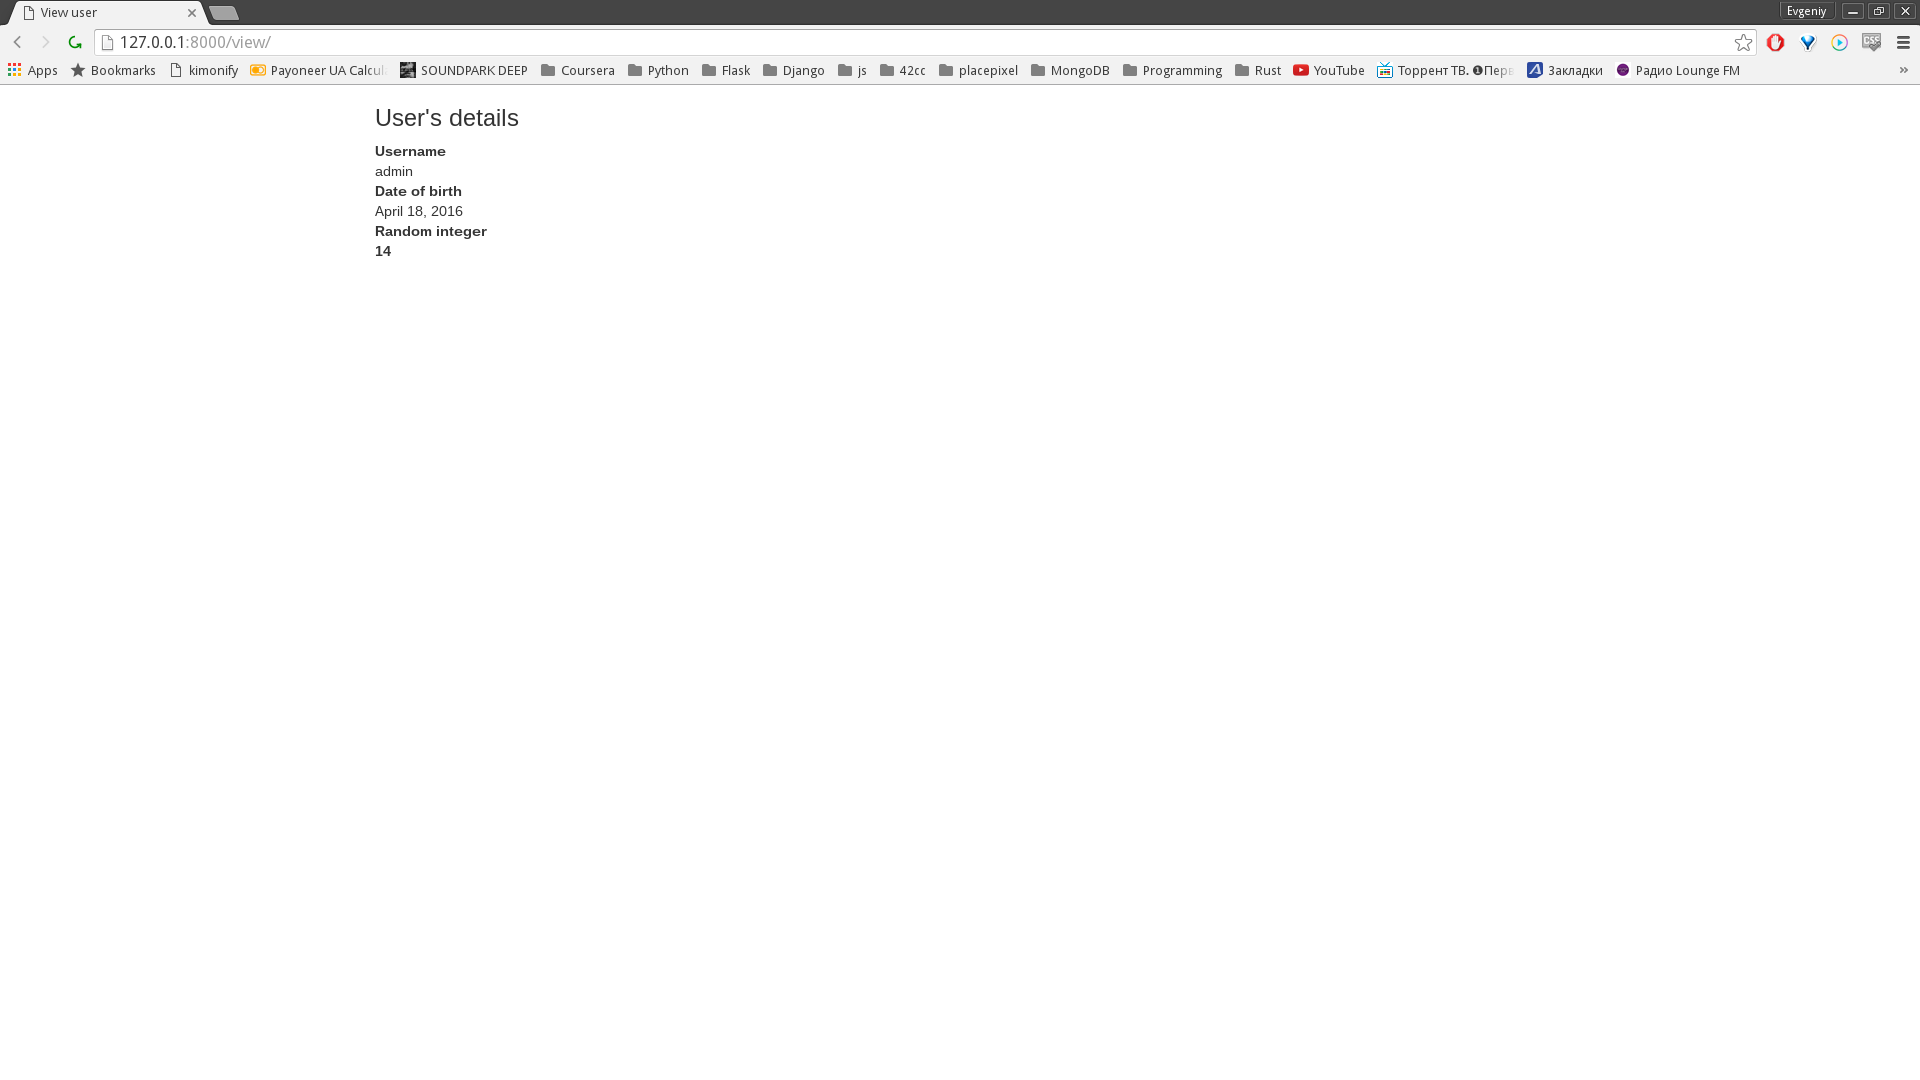 View user
Evgeniy
127.0.0.1:8000/view/
CSS
Apps Bookmarks kimonify Payoneer UA Calcul SOUNDPARK DEEP Coursera Python Flask Django js 42cc placepixel MongoDB Programming Rust YouTube Торрент ТВ. ❶Перв Закладки Радио Lounge FM »
User's details
Username
admin
Date of birth
April 18, 2016
Random integer
14